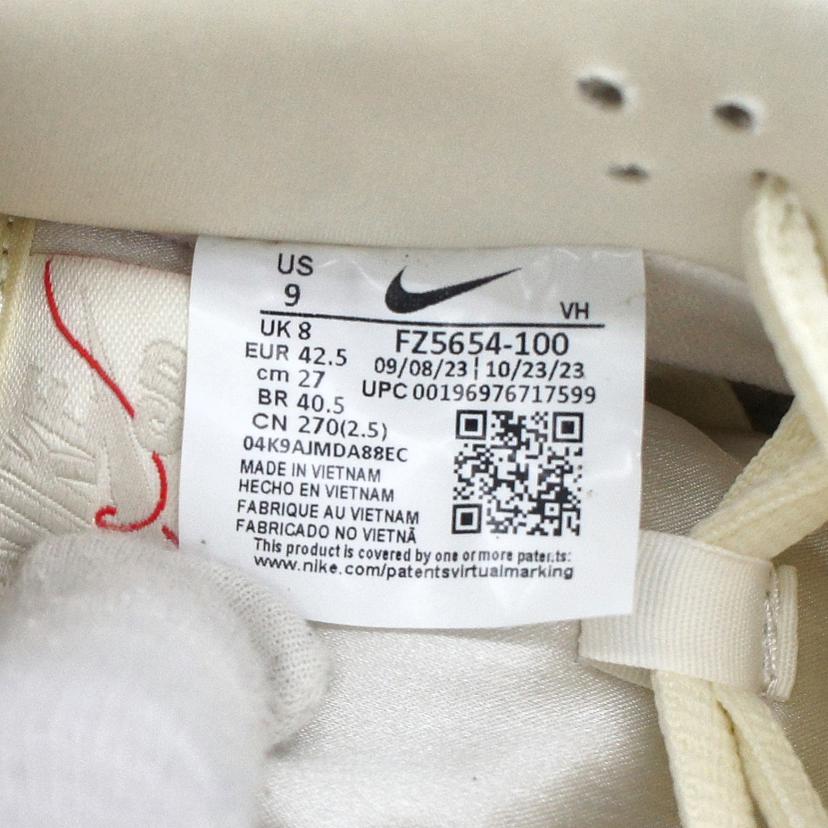 US
9
VH
UK 8
EUR 42.5
cm 27
BR 40.5
CN 270(2.5)
04K9AJMDA88EC
FZ5654-100
09/08/23 | 10/23/23
UPC 00196976717599
MADE IN VIETNAM
HECHO EN VIETNAM
FABRIQUE AU VIETNAM
FABRICADO NO VIETNÃ
This product is covered by one or more pater.ts:
www.nike.com/patentsvirtualmarking